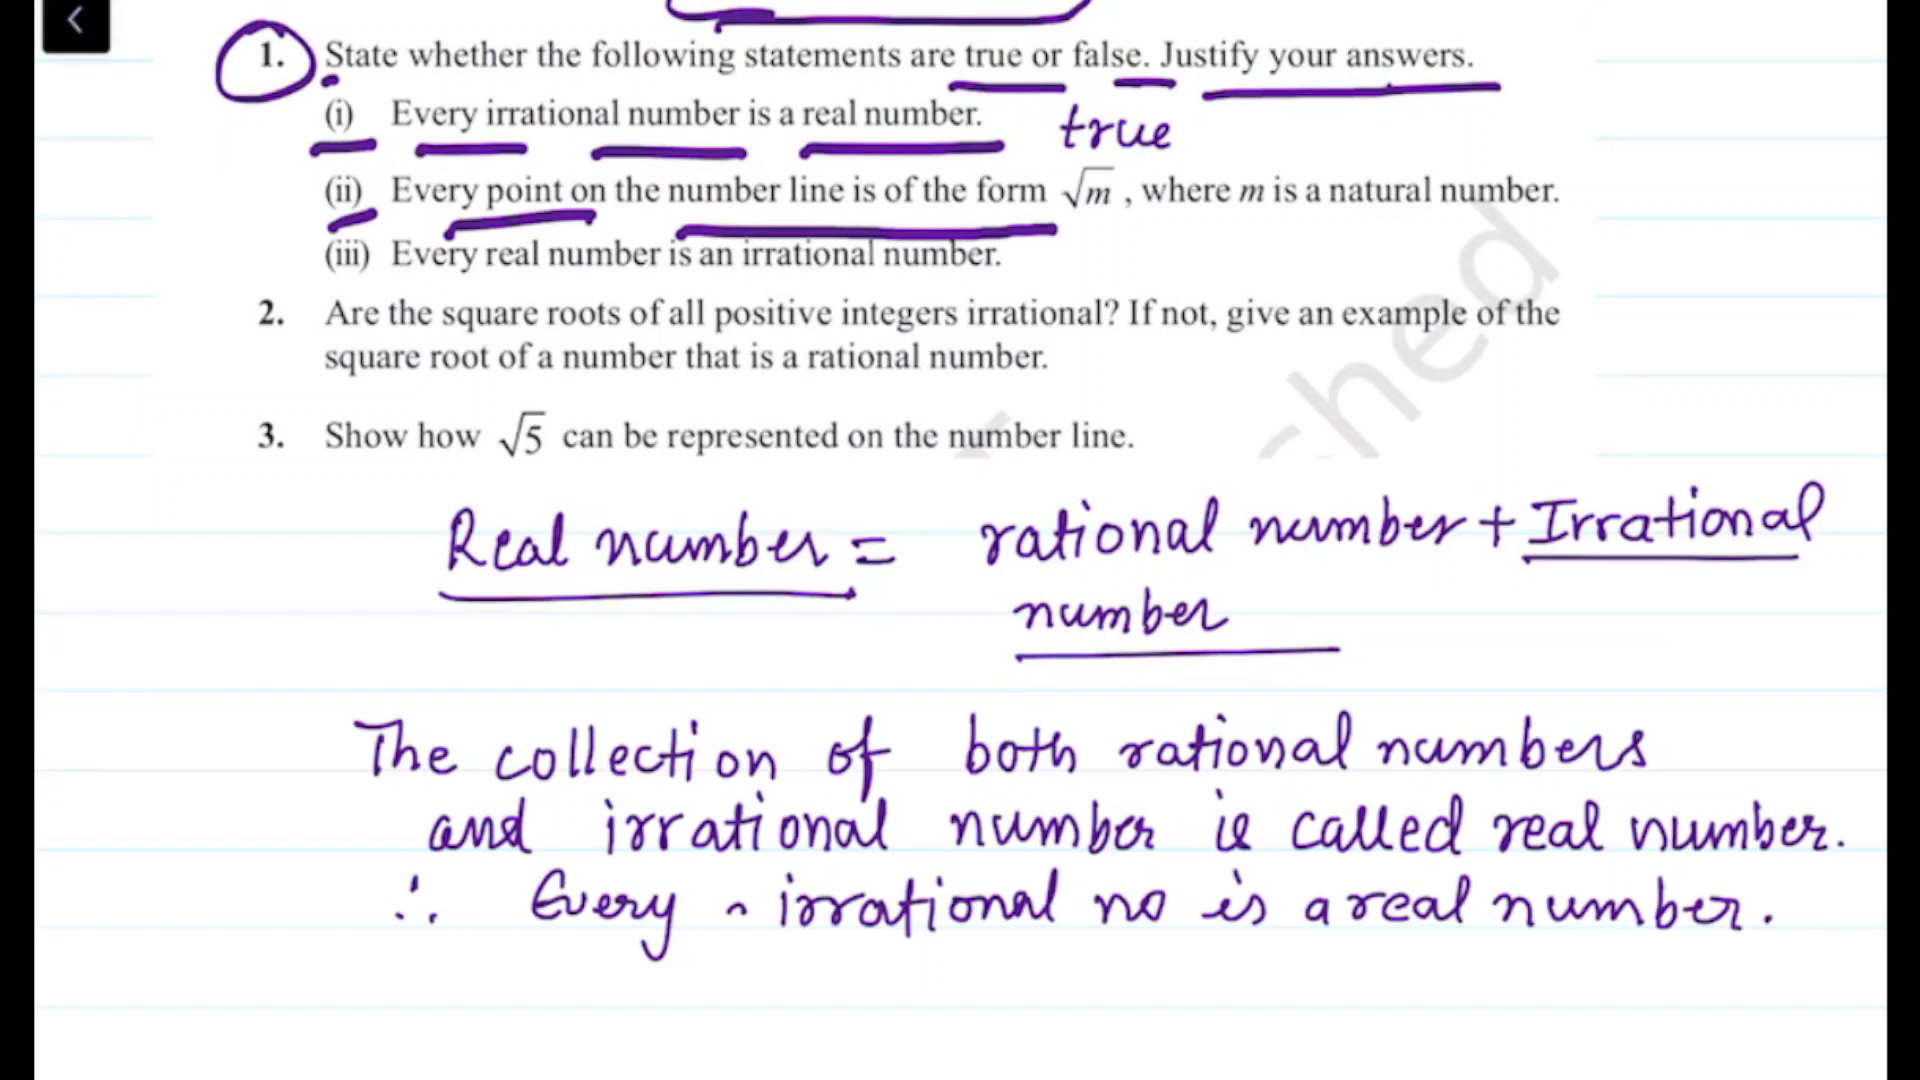 1. State whether the following statements are true or false. Justify your answers.
(i) Every irrational number is a real number. true
(ii) Every point on the number line is of the form √m , where m is a natural number.
(iii) Every real number is an irrational number.
2. Are the square roots of all positive integers irrational? If not, give an example of the
square root of a number that is a rational number.
3. Show how √5 can be represented on the number line.
Real number = rational number + Irrational
number
The collection of both rational numbers
and irrational number is called real number.
∴ Every irrational no is a real number.